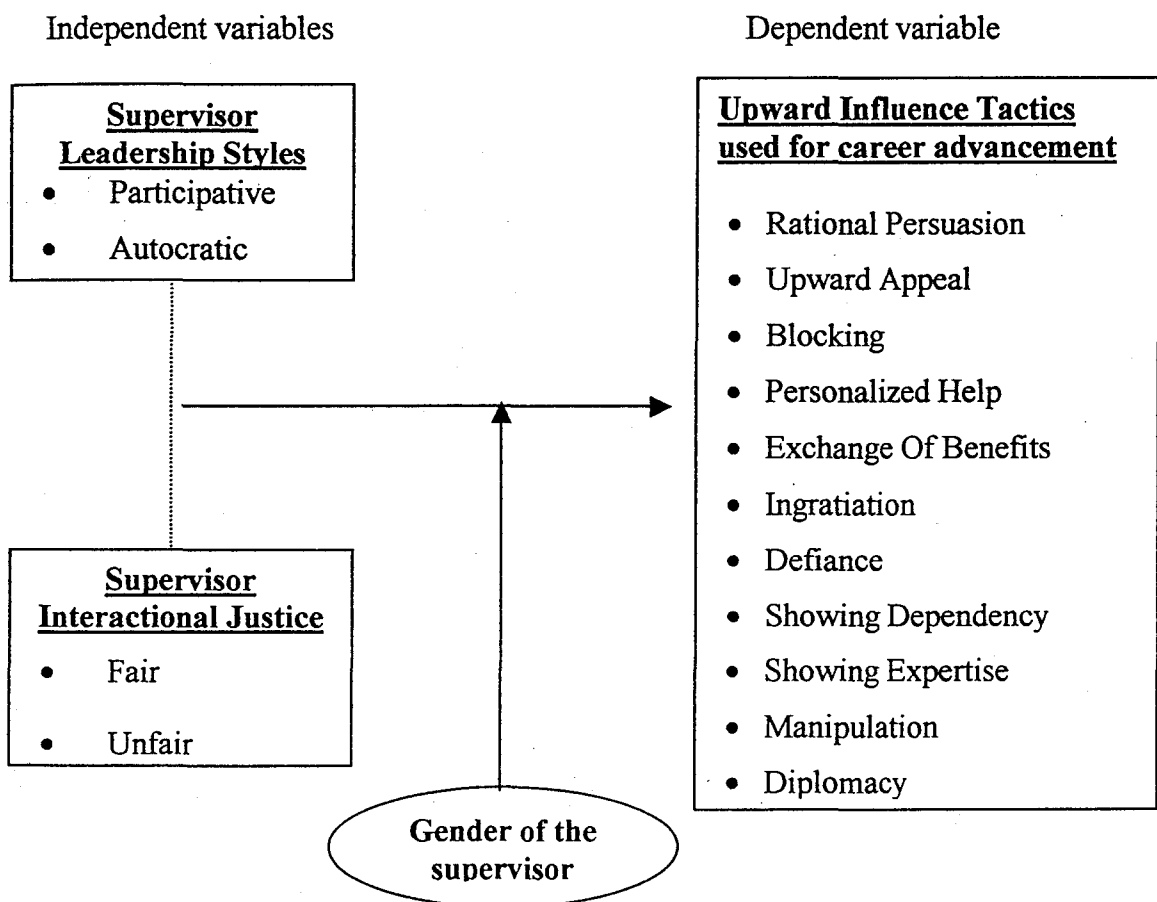 Independent variables
Dependent variable
Supervisor
Leadership Styles
• Participative
• Autocratic
Supervisor
Interactional Justice
• Fair
• Unfair
Gender of the
supervisor
Upward Influence Tactics
used for career advancement
• Rational Persuasion
• Upward Appeal
• Blocking
• Personalized Help
• Exchange Of Benefits
• Ingratiation
• Defiance
• Showing Dependency
• Showing Expertise
• Manipulation
• Diplomacy